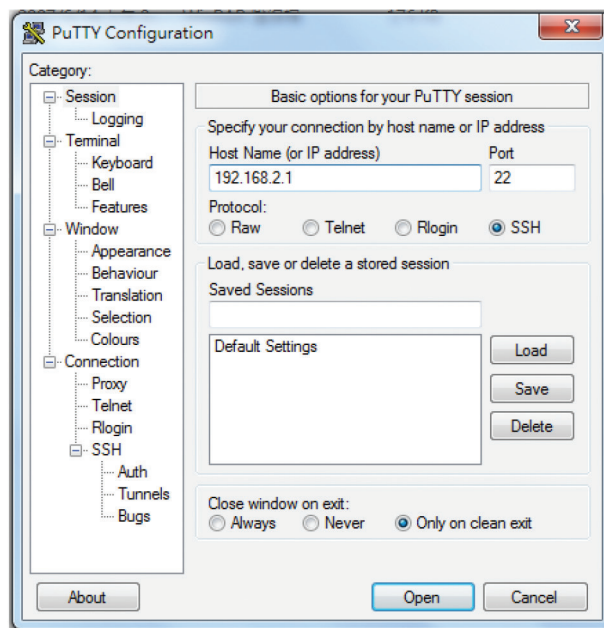 PuTTY Configuration
Category:
Session
Logging
Terminal
Keyboard
Bell
Features
Window
Appearance
Behaviour
Translation
Selection
Colours
Connection
Proxy
Telnet
Rlogin
SSH
Auth
Tunnels
Bugs
Basic options for your PuTTY session
Specify your connection by host name or IP address
Host Name (or IP address) Port
192.168.2.1 22
Protocol:
Raw Telnet Rlogin SSH
Load, save or delete a stored session
Saved Sessions
Default Settings
Load
Save
Delete
Close window on exit:
Always Never Only on clean exit
About Open Cancel